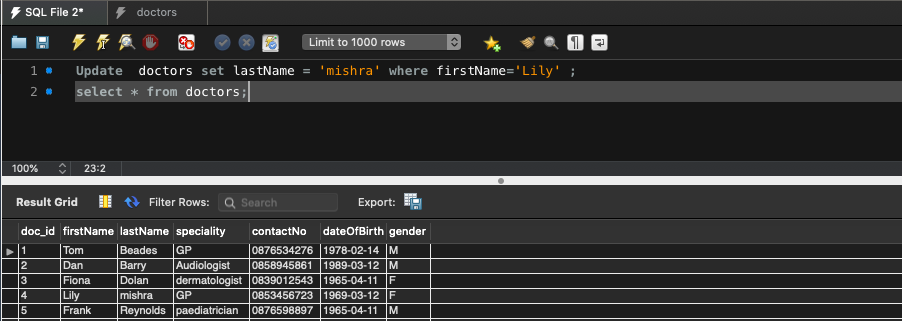 SQL File 2* doctors
Limit to 1000 rows
1 Update doctors set lastName = 'mishra' where firstName='Lily' ;
2 select * from doctors;
100% 23:2
Result Grid Filter Rows: Search Export:
doc_id firstName lastName speciality contactNo dateOfBirth gender
1 Tom Beades GP 0876534276 1978-02-14 M
2 Dan Barry Audiologist 0858945861 1989-03-12 M
3 Fiona Dolan dermatologist 0839012543 1965-04-11 F
4 Lily mishra GP 0853456723 1969-03-12 F
5 Frank Reynolds paediatrician 0876598897 1965-04-11 M